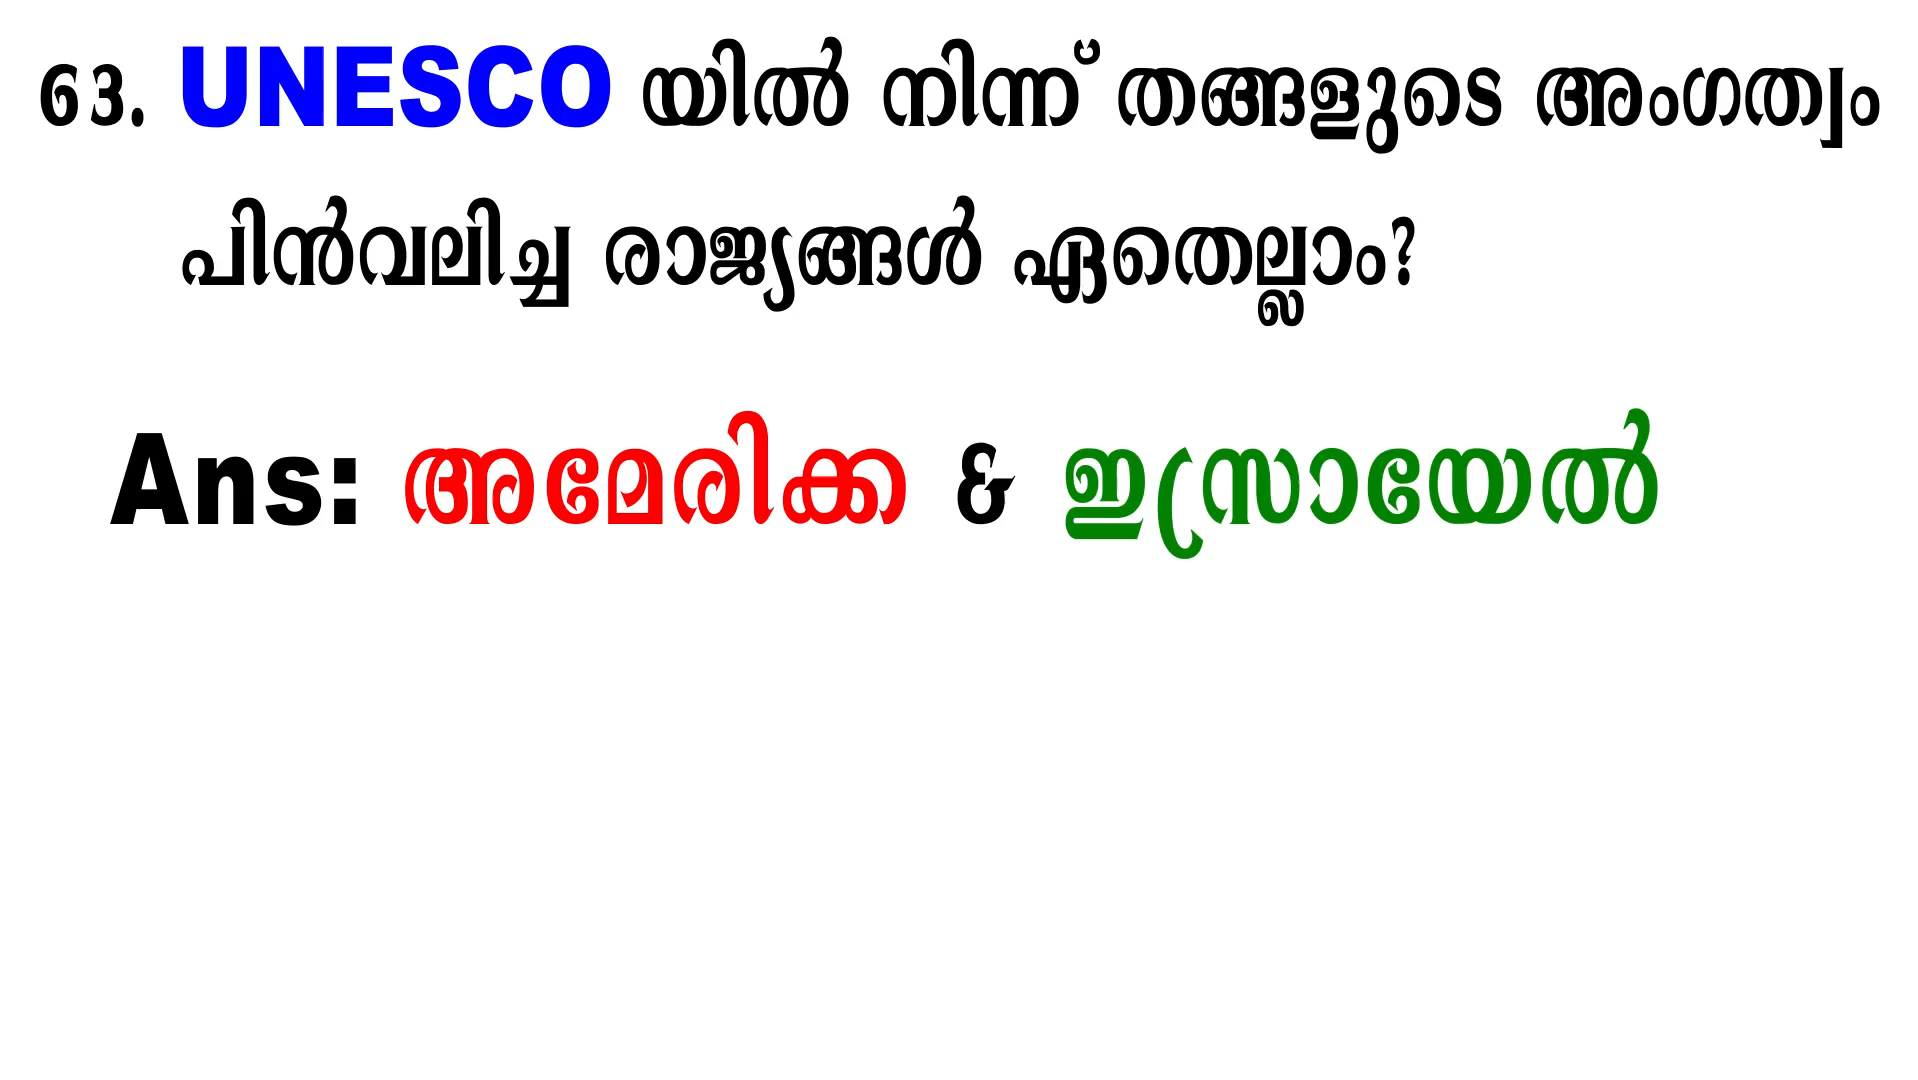 63. UNESCO യിൽ നിന്ന് തങ്ങളുടെ അംഗത്വം
പിൻവലിച്ച രാജ്യങ്ങൾ ഏതെല്ലാം?
Ans: അമേരിക്ക & ഇസ്രായേൽ